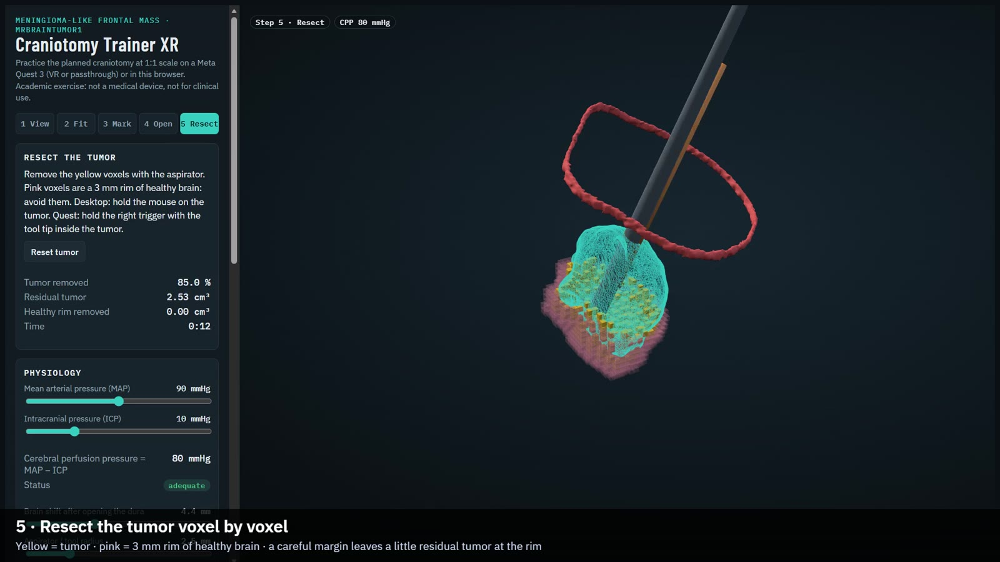 MENINGIOMA-LIKE FRONTAL MASS ·
MRBRAINTUMOR1
Craniotomy Trainer XR
Practice the planned craniotomy at 1:1 scale on a Meta
Quest 3 (VR or passthrough) or in this browser.
Academic exercise: not a medical device, not for clinical
use.
1 View
2 Fit
3 Mark
4 Open
5 Resect
RESECT THE TUMOR
Remove the yellow voxels with the aspirator.
Pink voxels are a 3 mm rim of healthy brain:
avoid them. Desktop: hold the mouse on the
tumor. Quest: hold the right trigger with the
tool tip inside the tumor.
Reset tumor
Tumor removed 85.0 %
Residual tumor 2.53 cm³
Healthy rim removed 0.00 cm³
Time 0:12
PHYSIOLOGY
Mean arterial pressure (MAP) 90 mmHg
Intracranial pressure (ICP) 10 mmHg
Cerebral perfusion pressure = 80 mmHg
MAP – ICP
Status adequate
Brain shift after opening the dura 4.4 mm
Aspirator / tool radius 2.5 mm
Step 5 · Resect
CPP 80 mmHg
5 · Resect the tumor voxel by voxel
Yellow = tumor · pink = 3 mm rim of healthy brain · a careful margin leaves a little residual tumor at the rim